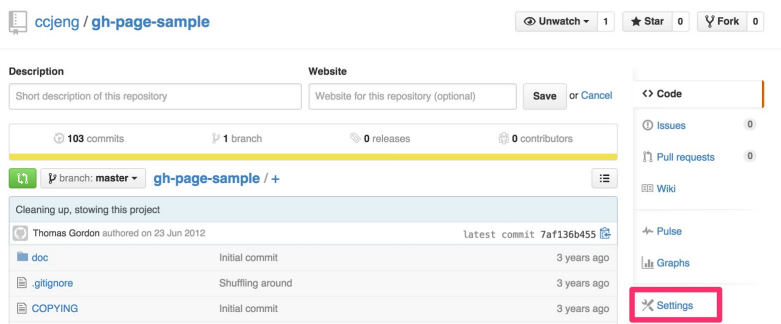 ccjeng / gh-page-sample
Unwatch 1
Star 0
Fork 0
Description
Website
Short description of this repository
Website for this repository (optional)
Save or Cancel
103 commits
1 branch
0 releases
0 contributors
branch: master
gh-page-sample / +
Cleaning up, stowing this project
Thomas Gordon authored on 23 Jun 2012
latest commit 7af136b455
doc Initial commit 3 years ago
.gitignore Shuffling around 3 years ago
COPYING Initial commit 3 years ago
<> Code
Issues 0
Pull requests 0
Wiki
Pulse
Graphs
Settings